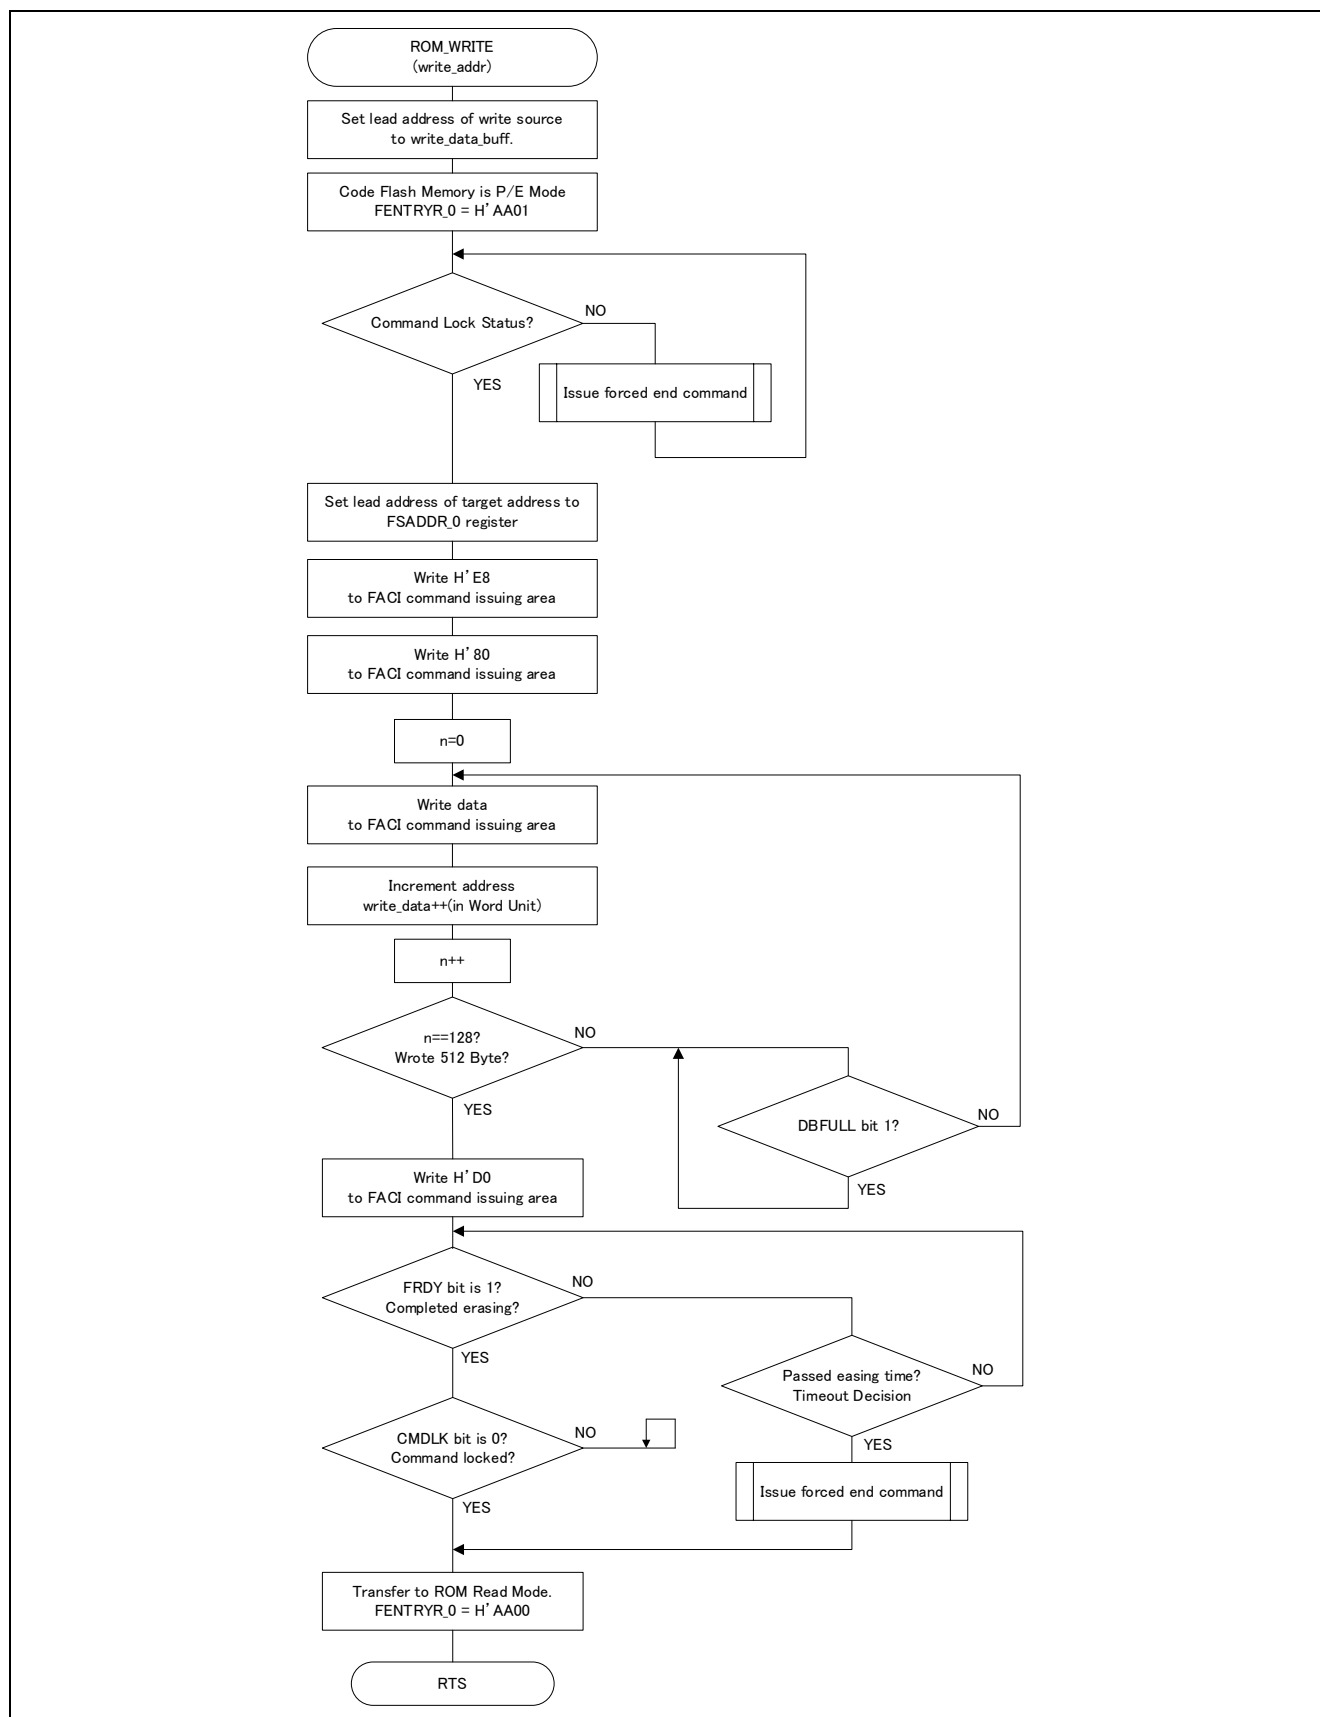 ROM_WRITE
(write_addr)
Set lead address of write source
to write_data_buff.
Code Flash Memory is P/E Mode
FENTRYR_0 = H' AA01
Command Lock Status?
NO
YES
Issue forced end command
Set lead address of target address to
FSADDR_0 register
Write H' E8
to FACI command issuing area
Write H' 80
to FACI command issuing area
n=0
Write data
to FACI command issuing area
Increment address
write_data++(in Word Unit)
n++
n==128?
Wrote 512 Byte?
NO
YES
DBFULL bit 1?
NO
YES
Write H' D0
to FACI command issuing area
FRDY bit is 1?
Completed erasing?
NO
YES
Passed easing time?
Timeout Decision
NO
YES
CMDLK bit is 0?
Command locked?
NO
YES
Issue forced end command
Transfer to ROM Read Mode.
FENTRYR_0 = H' AA00
RTS